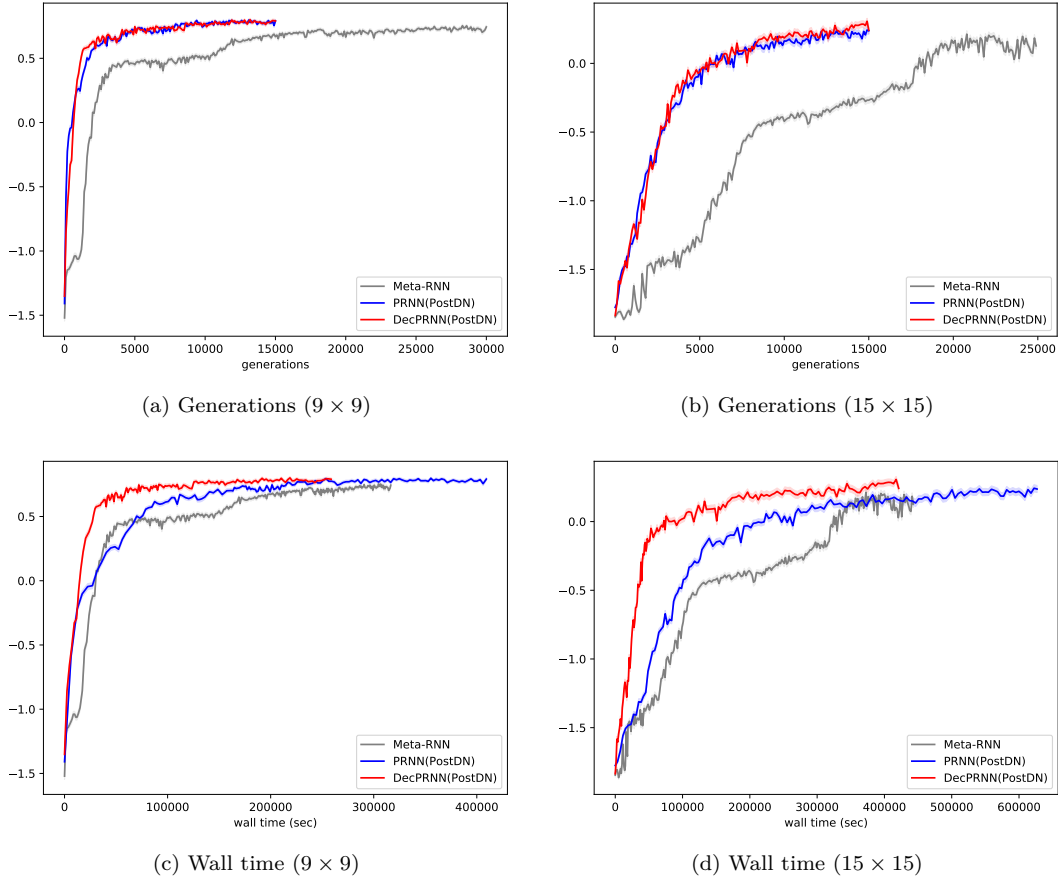 0.5
0.0
−0.5
−1.0
−1.5
0 5000 10000 15000 20000 25000 30000
generations
Meta-RNN
PRNN(PostDN)
DecPRNN(PostDN)
(a) Generations (9 × 9)
0.0
−0.5
−1.0
−1.5
0 5000 10000 15000 20000 25000
generations
Meta-RNN
PRNN(PostDN)
DecPRNN(PostDN)
(b) Generations (15 × 15)
0.5
0.0
−0.5
−1.0
−1.5
0 100000 200000 300000 400000
wall time (sec)
Meta-RNN
PRNN(PostDN)
DecPRNN(PostDN)
(c) Wall time (9 × 9)
0.0
−0.5
−1.0
−1.5
0 100000 200000 300000 400000 500000 600000
wall time (sec)
Meta-RNN
PRNN(PostDN)
DecPRNN(PostDN)
(d) Wall time (15 × 15)